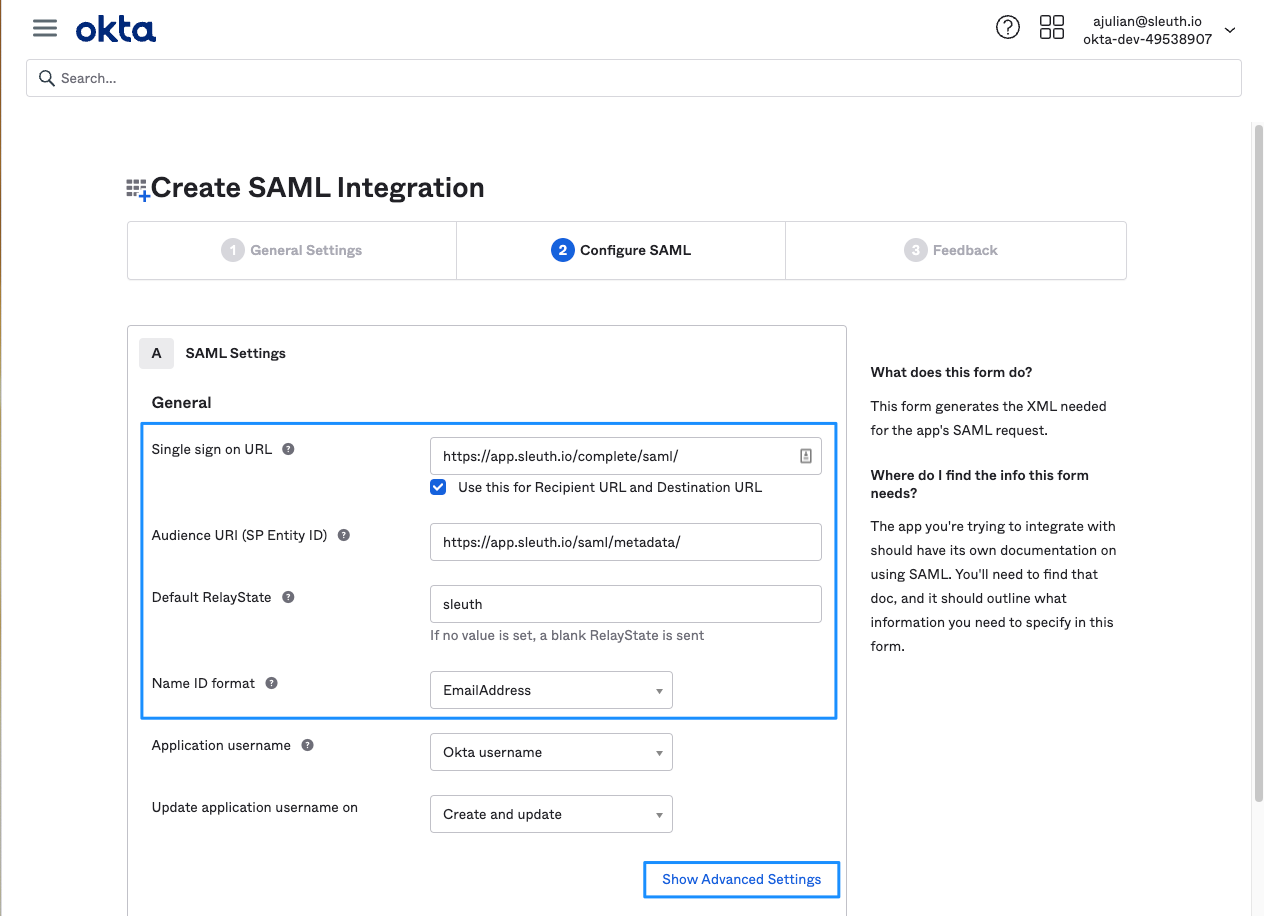 okta
ajulian@sleuth.io
okta-dev-49538907
Search...
Create SAML Integration
1 General Settings
2 Configure SAML
3 Feedback
A SAML Settings
General
Single sign on URL ?
https://app.sleuth.io/complete/saml/
Use this for Recipient URL and Destination URL
Audience URI (SP Entity ID) ?
https://app.sleuth.io/saml/metadata/
Default RelayState ?
sleuth
If no value is set, a blank RelayState is sent
Name ID format ?
EmailAddress
Application username ?
Okta username
Update application username on
Create and update
Show Advanced Settings
What does this form do?
This form generates the XML needed
for the app's SAML request.
Where do I find the info this form
needs?
The app you're trying to integrate with
should have its own documentation on
using SAML. You'll need to find that
doc, and it should outline what
information you need to specify in this
form.